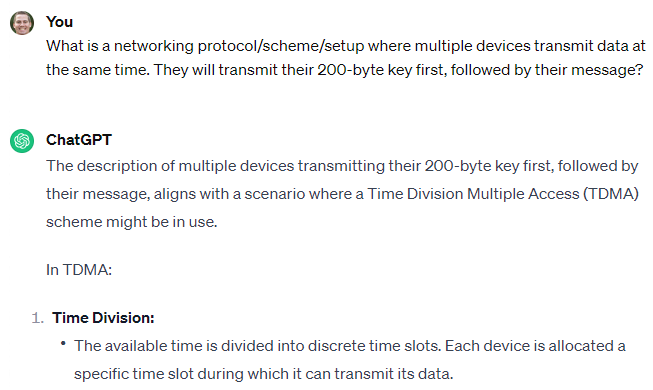 You
What is a networking protocol/scheme/setup where multiple devices transmit data at
the same time. They will transmit their 200-byte key first, followed by their message?
ChatGPT
The description of multiple devices transmitting their 200-byte key first, followed by
their message, aligns with a scenario where a Time Division Multiple Access (TDMA)
scheme might be in use.
In TDMA:
1. Time Division:
• The available time is divided into discrete time slots. Each device is allocated a
specific time slot during which it can transmit its data.